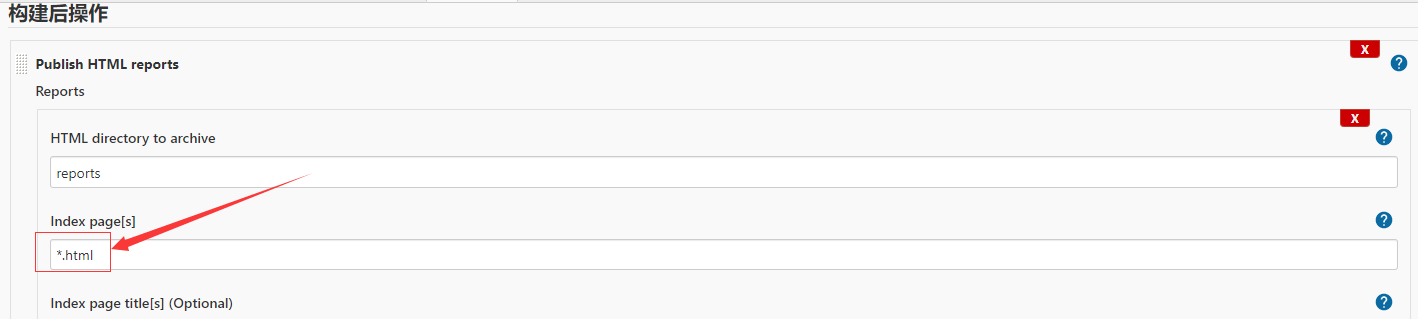 构建后操作
X
?
Publish HTML reports
Reports
X
?
HTML directory to archive
reports
Index page[s]
?
*.html
Index page title[s] (Optional)
?